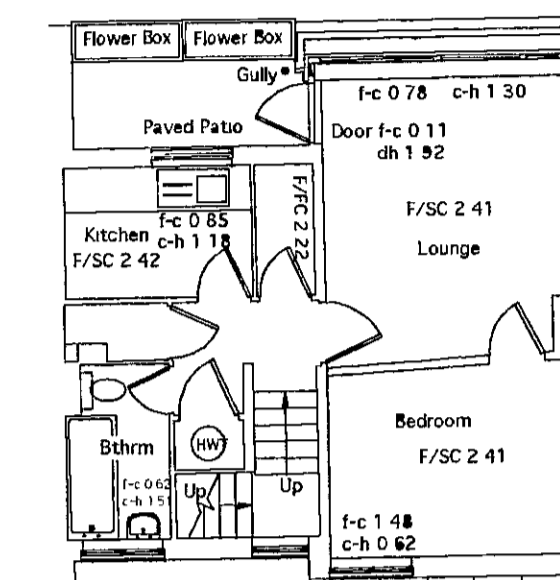 Flower Box
Flower Box
Gully
f-c 0 78 c-h 1 30
Paved Patio
Door f-c 0 11
dh 1 92
F/FC 2 22
f-c 0 85
Kitchen c-h 1 18
F/SC 2 42
F/SC 2 41
Lounge
Bedroom
F/SC 2 41
HWT
Bthrm
f-c 0 62
c-h 1 51
Up
Up
f-c 1 48
c-h 0 62